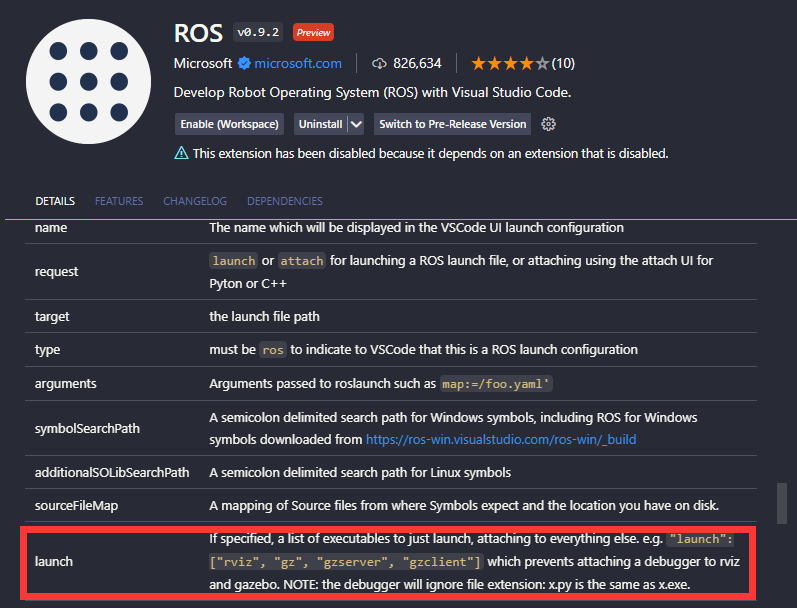 ROS v0.9.2 Preview
Microsoft microsoft.com 826,634 (10)
Develop Robot Operating System (ROS) with Visual Studio Code.
Enable (Workspace) Uninstall Switch to Pre-Release Version
This extension has been disabled because it depends on an extension that is disabled.
DETAILS FEATURES CHANGELOG DEPENDENCIES
name The name which will be displayed in the VSCode UI launch configuration
request launch or attach for launching a ROS launch file, or attaching using the attach UI for
Pyton or C++
target the launch file path
type must be ros to indicate to VSCode that this is a ROS launch configuration
arguments Arguments passed to roslaunch such as map:=/foo.yaml'
symbolSearchPath A semicolon delimited search path for Windows symbols, including ROS for Windows
symbols downloaded from https://ros-win.visualstudio.com/ros-win/_build
additionalSOLibSearchPath A semicolon delimited search path for Linux symbols
sourceFileMap A mapping of Source files from where Symbols expect and the location you have on disk.
If specified, a list of executables to just launch, attaching to everything else. e.g. "launch":
launch ["rviz", "gz", "gzserver", "gzclient"] which prevents attaching a debugger to rviz
and gazebo. NOTE: the debugger will ignore file extension: x.py is the same as x.exe.